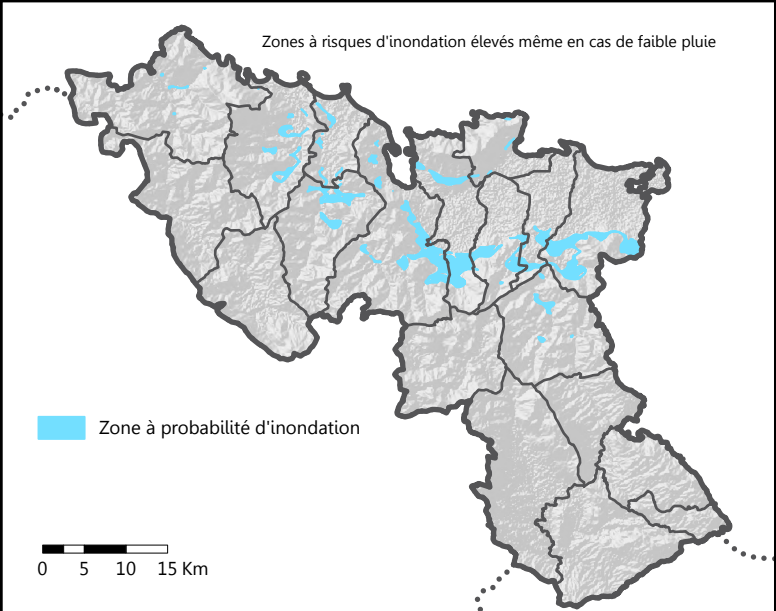 Zones à risques d'inondation élevés même en cas de faible pluie
Zone à probabilité d'inondation
0 5 10 15 Km